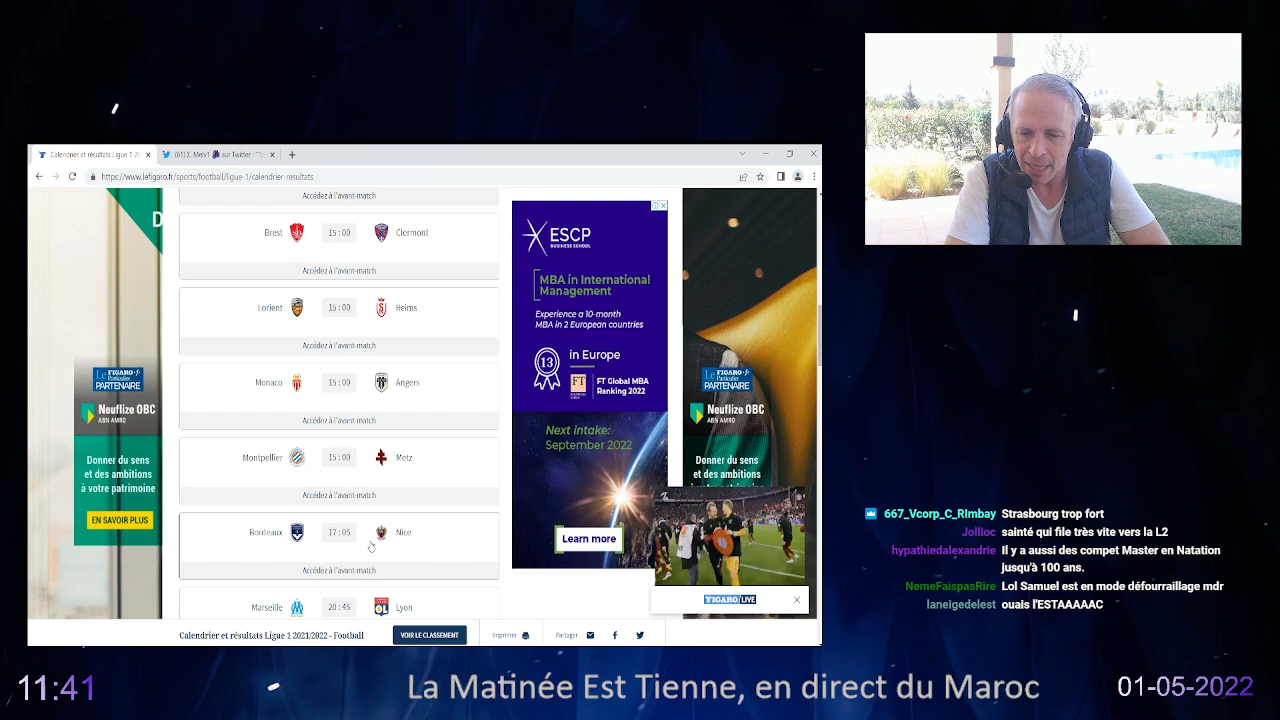 Calendrier et résultats Ligue 1 20
sur Twitter : "
https://www.lefigaro.fr/sports/football/ligue-1/calendrier-resultats
Accédez à l'avant-match
Brest 15:00 Clermont
Accédez à l'avant-match
Lorient 15:00 Reims
Accédez à l'avant-match
Monaco 15:00 Angers
Accédez à l'avant-match
Montpellier 15:00 Metz
Accédez à l'avant-match
Bordeaux 17:05 Nice
Accédez à l'avant-match
Marseille 20:45 Lyon
Calendrier et résultats Ligue 1 2021/2022 - Football
VOIR LE CLASSEMENT
Imprimer
Partager
D
LE FIGARO·fr
Particulier
PARTENAIRE
Neuflize OBC
ABN AMRO
Donner du sens
et des ambitions
à votre patrimoine
EN SAVOIR PLUS
ESCP
BUSINESS SCHOOL
MBA in International
Management
Experience a 10-month
MBA in 2 European countries
13
in Europe
FT
FT Global MBA
Ranking 2022
Next intake:
September 2022
Learn more
LE FIGARO·fr
Particulier
PARTENAIRE
Neuflize OBC
ABN AMRO
Donner du sens
et des ambitions
FIGARO LIVE
667_Vcorp_C_RImbay Strasbourg trop fort
Jollloc sainté qui file très vite vers la L2
hypathiedalexandrie Il y a aussi des compet Master en Natation
jusqu'à 100 ans.
NemeFaispasRire Lol Samuel est en mode défourraillage mdr
laneigedelest ouais l'ESTAAAAC
11:41
La Matinée Est Tienne, en direct du Maroc
01-05-2022